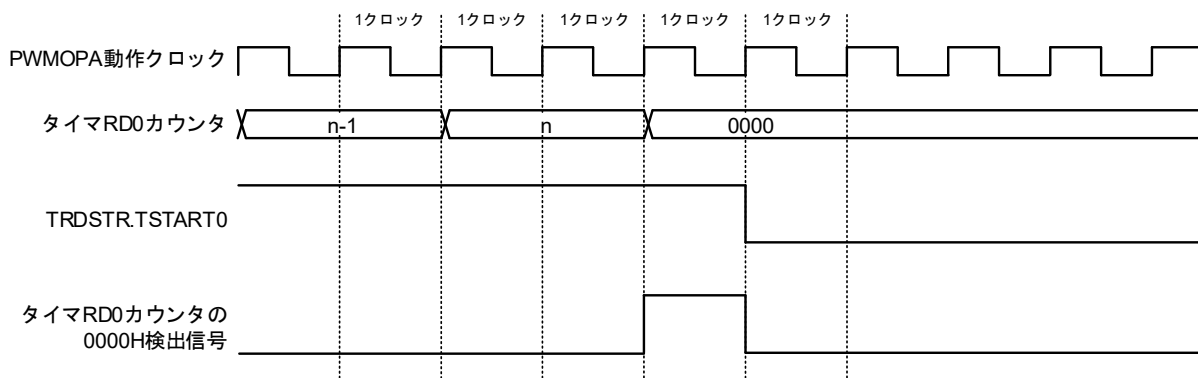 1クロック 1クロック 1クロック 1クロック 1クロック
PWMOPA動作クロック
タイマRD0カウンタ n-1 n 0000
TRDSTR.TSTART0
タイマRD0カウンタの
0000H検出信号